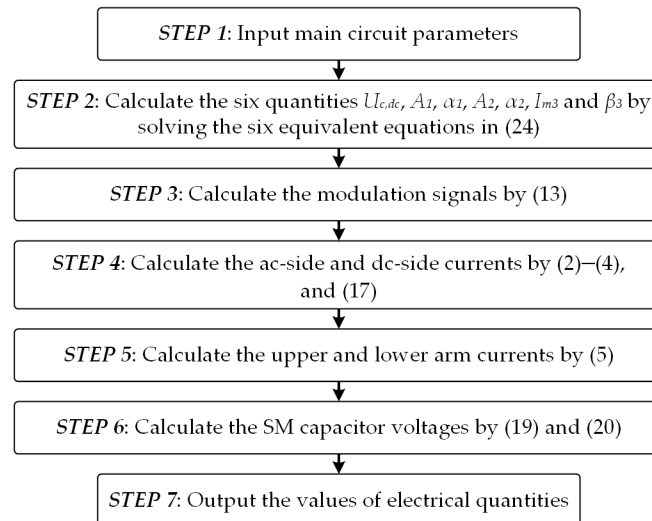 STEP 1: Input main circuit parameters
STEP 2: Calculate the six quantities Uc,dc, A1, α1, A2, α2, Im3 and β3 by
solving the six equivalent equations in (24)
STEP 3: Calculate the modulation signals by (13)
STEP 4: Calculate the ac-side and dc-side currents by (2)–(4),
and (17)
STEP 5: Calculate the upper and lower arm currents by (5)
STEP 6: Calculate the SM capacitor voltages by (19) and (20)
STEP 7: Output the values of electrical quantities